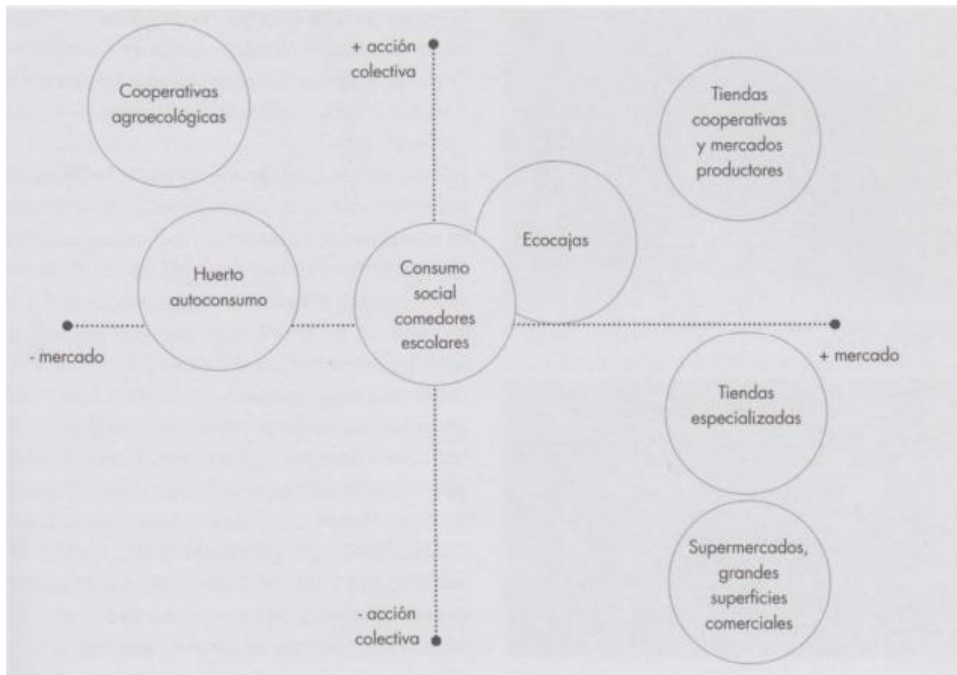 + acción
colectiva
Cooperativas
agroecológicas
Tiendas
cooperativas
y mercados
productores
Ecocajas
Huerto
autoconsumo
Consumo
social
comedores
escolares
- mercado
+ mercado
Tiendas
especializadas
Supermercados,
grandes
superficies
comerciales
- acción
colectiva